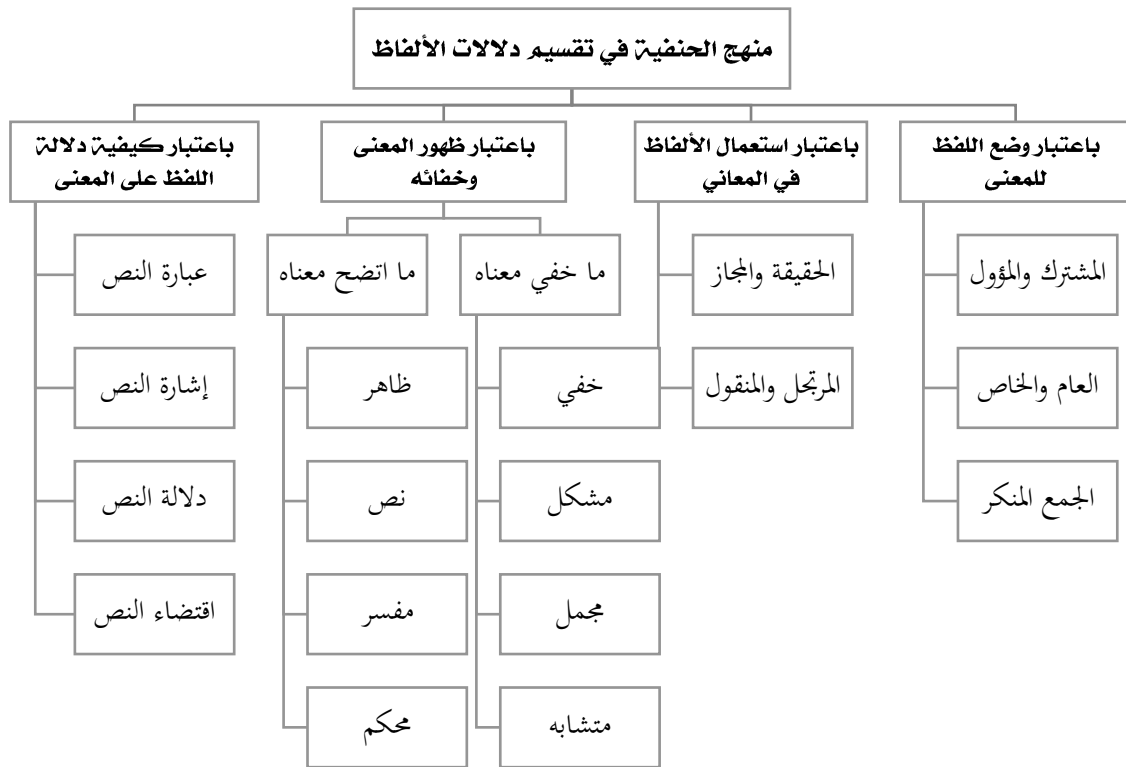 منهج الحنفية في تقسيم دلالات الألفاظ
باعتبار وضع اللفظ
للمعنى
المشترك والمؤول
العام والخاص
الجمع المنكر
باعتبار استعمال الألفاظ
في المعاني
الحقيقة والمجاز
المرتجل والمنقول
باعتبار ظهور المعنى
وخفائه
ما خفي معناه
خفي
مشكل
مجمل
متشابه
ما اتضح معناه
ظاهر
نص
مفسر
محكم
باعتبار كيفية دلالة
اللفظ على المعنى
عبارة النص
إشارة النص
دلالة النص
اقتضاء النص